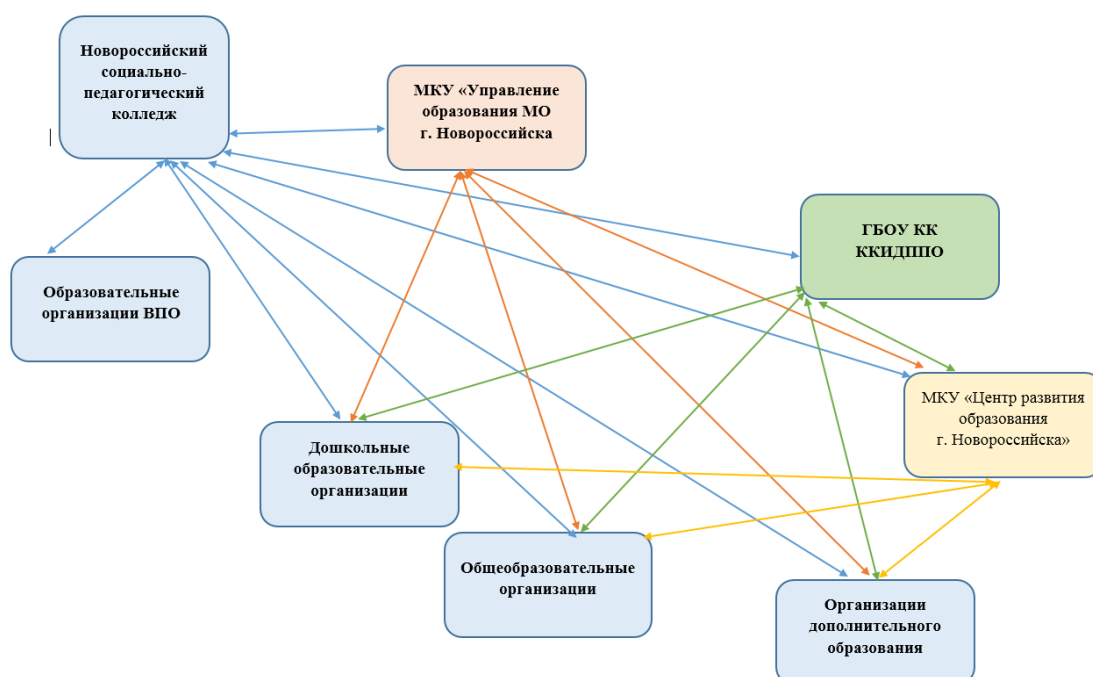 Новороссийский
социально-
педагогический
колледж
МКУ «Управление
образования МО
г. Новороссийска
ГБОУ КК
ККИДППО
Образовательные
организации ВПО
МКУ «Центр развития
образования
г. Новороссийска»
Дошкольные
образовательные
организации
Общеобразовательные
организации
Организации
дополнительного
образования